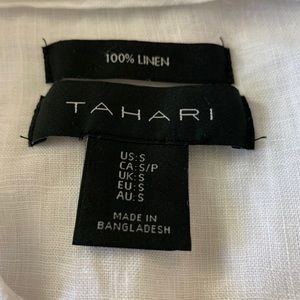 100% LINEN
TAHARI
US: S
CA: S/P
UK: S
EU: S
AU: S
MADE IN
BANGLADESH